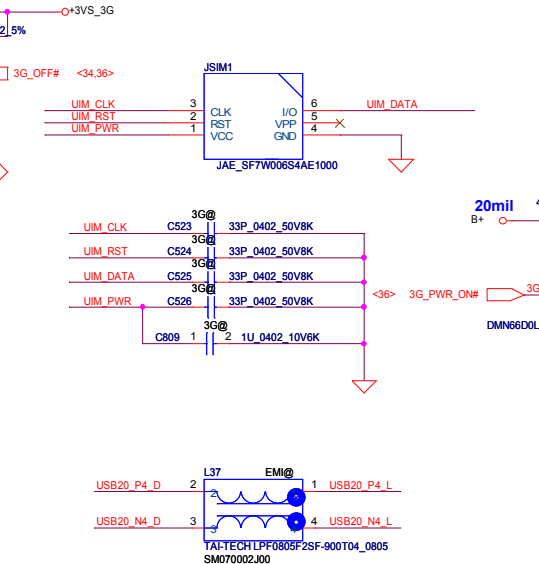 +3VS_3G
2_5%
3G_OFF# <34,36>
JSIM1
UIM_CLK 3 CLK I/O 6 UIM_DATA
UIM_RST 2 RST VPP 5
UIM_PWR 1 VCC GND 4
JAE_SF7W006S4AE1000
20mil 4
B+
3G@
UIM_CLK C523 33P_0402_50V8K
3G@
UIM_RST C524 33P_0402_50V8K
3G@
UIM_DATA C525 33P_0402_50V8K
3G@
UIM_PWR C526 33P_0402_50V8K
<36> 3G_PWR_ON# 3G
3G@
DMN66D0L
C809 1 2 1U_0402_10V6K
L37 EMI@
USB20_P4_D 2 2 1 USB20_P4_L
USB20_N4_D 3 3 4 USB20_N4_L
TAI-TECH LPF0805F2SF-900T04_0805
SM070002J00